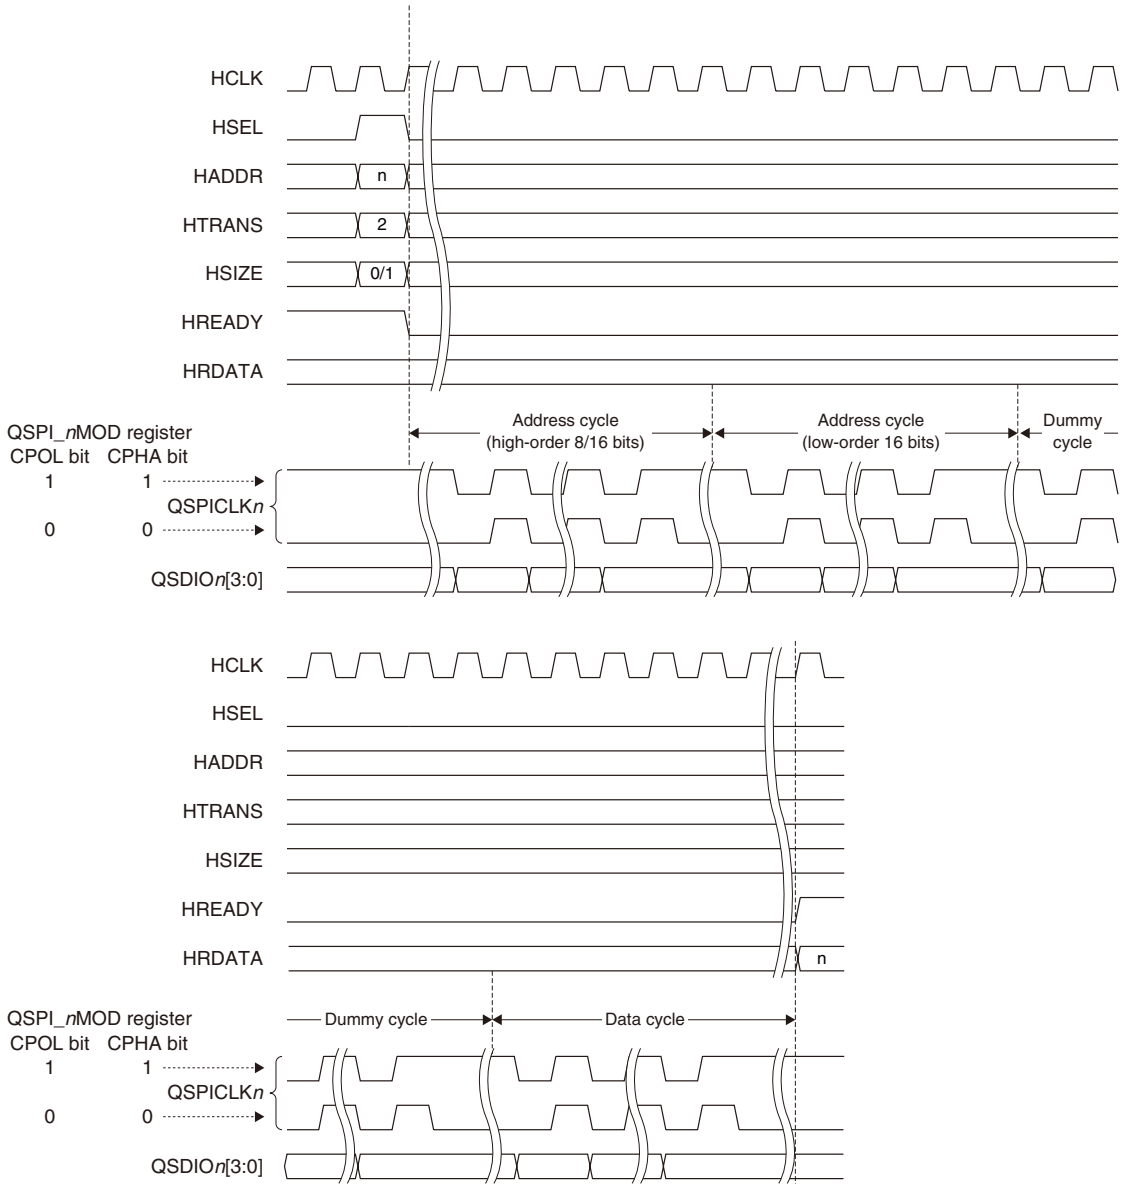 HCLK
HSEL
HADDR n
HTRANS 2
HSIZE 0/1
HREADY
HRDATA
Address cycle (high-order 8/16 bits)
Address cycle (low-order 16 bits)
Dummy cycle
QSPI_nMOD register
CPOL bit CPHA bit
1 1
QSPICLKn
0 0
QSDIOn[3:0]
HCLK
HSEL
HADDR
HTRANS
HSIZE
HREADY
HRDATA n
QSPI_nMOD register Dummy cycle Data cycle
CPOL bit CPHA bit
1 1
QSPICLKn
0 0
QSDIOn[3:0]